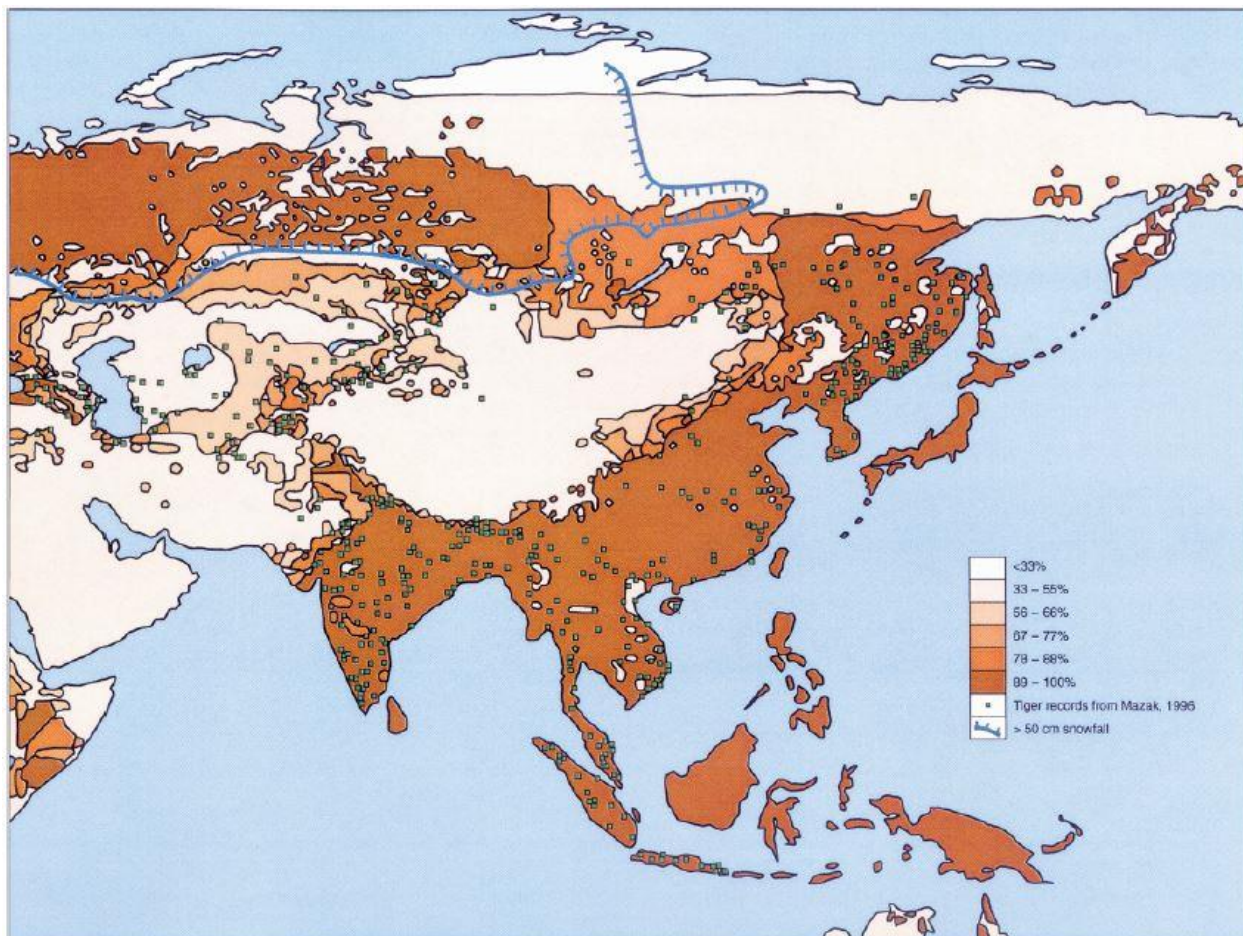 <33%
33 – 55%
56 – 66%
67 – 77%
78 – 88%
89 – 100%
Tiger records from Mazak, 1996
> 50 cm snowfall